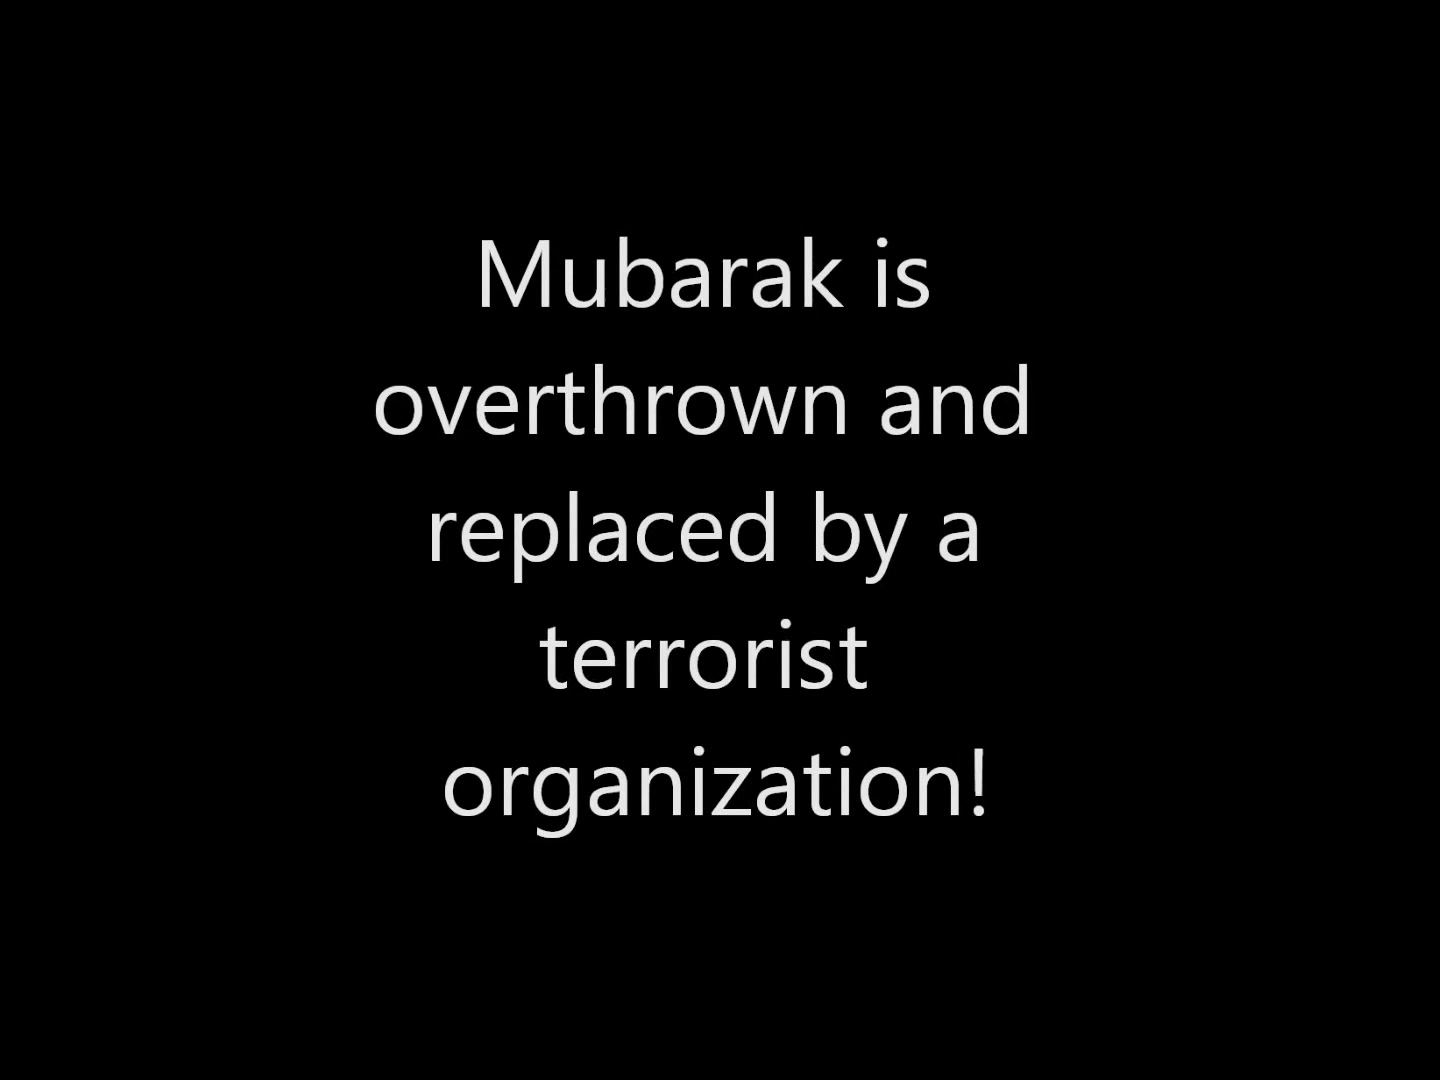 Mubarak is
overthrown and
replaced by a
terrorist
organization!